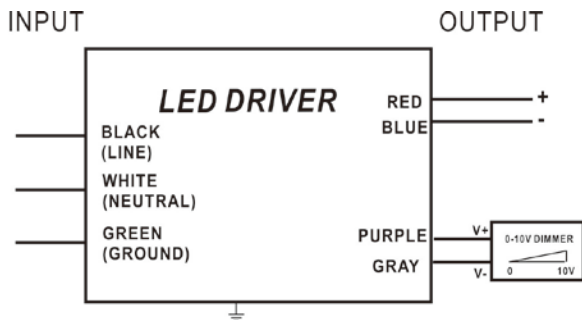 INPUT
OUTPUT
LED DRIVER
BLACK
(LINE)
WHITE
(NEUTRAL)
GREEN
(GROUND)
RED
+
BLUE
-
PURPLE
V+
GRAY
V-
0-10V DIMMER
0 10V